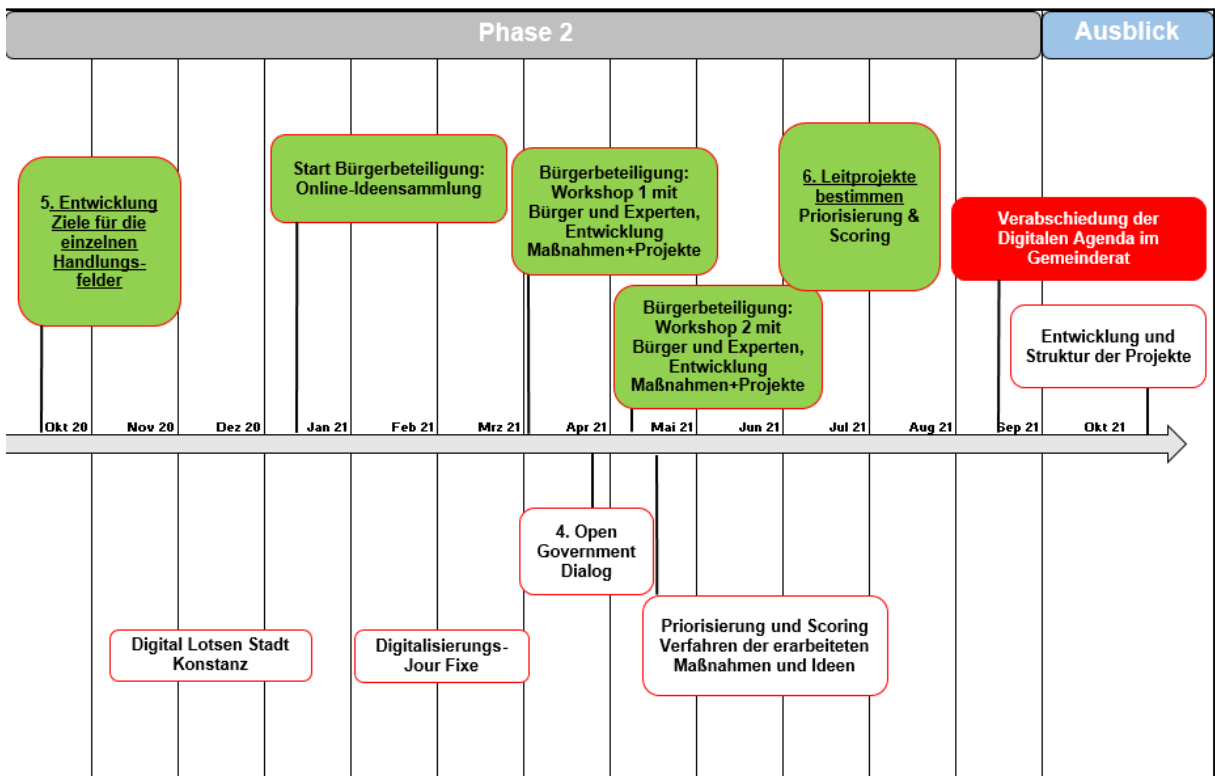 Phase 2
Ausblick
5. Entwicklung
Ziele für die
einzelnen
Handlungs-
felder
Start Bürgerbeteiligung:
Online-Ideensammlung
Bürgerbeteiligung:
Workshop 1 mit
Bürger und Experten,
Entwicklung
Maßnahmen+Projekte
Bürgerbeteiligung:
Workshop 2 mit
Bürger und Experten,
Entwicklung
Maßnahmen+Projekte
6. Leitprojekte
bestimmen
Priorisierung &
Scoring
Verabschiedung der
Digitalen Agenda im
Gemeinderat
Entwicklung und
Struktur der Projekte
Okt 20
Nov 20
Dez 20
Jan 21
Feb 21
Mrz 21
Apr 21
Mai 21
Jun 21
Jul 21
Aug 21
Sep 21
Okt 21
4. Open
Government
Dialog
Digital Lotsen Stadt
Konstanz
Digitalisierungs-
Jour Fixe
Priorisierung und Scoring
Verfahren der erarbeiteten
Maßnahmen und Ideen